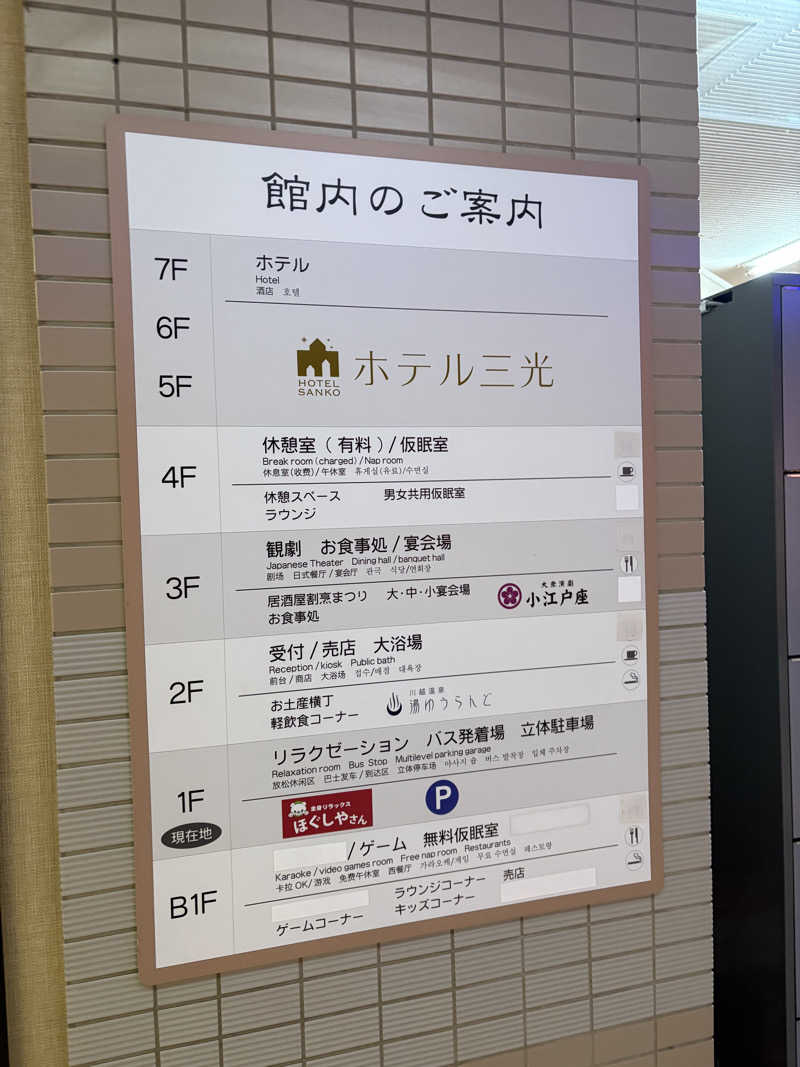 館内のご案内
7F
ホテル
Hotel
酒店 호텔
6F
5F
HOTEL
SANKO
ホテル三光
4F
休憩室(有料)/仮眠室
Break room (charged) / Nap room
休息室(收费)/午休室 휴게실(유료)/수면실
休憩スペース 男女共用仮眠室
ラウンジ
3F
観劇 お食事処/宴会場
Japanese Theater Dining hall / banquet hall
剧场 日式餐厅/宴会厅 관극 식당/연회장
居酒屋割烹まつり 大・中・小宴会場
お食事処
大衆演劇
小江戸座
2F
受付/売店 大浴場
Reception / kiosk Public bath
前台/商店 大浴场 접수/매점 대욕장
お土産横丁
軽飲食コーナー
川越温泉
湯ゆうらんど
1F
現在地
リラクゼーション バス発着場 立体駐車場
Relaxation room Bus Stop Multilevel parking garage
放松休闲区 巴士发车/到达区 立体停车场 마사지 숍 버스 발착장 입체 주차장
全身リラックス
ほぐしやさん
P
B1F
/ゲーム 無料仮眠室
Karaoke / video games room Free nap room Restaurants
卡拉OK/游戏 免费午休室 西餐厅 가라오케/게임 무료 수면실 레스토랑
ラウンジコーナー 売店
ゲームコーナー キッズコーナー